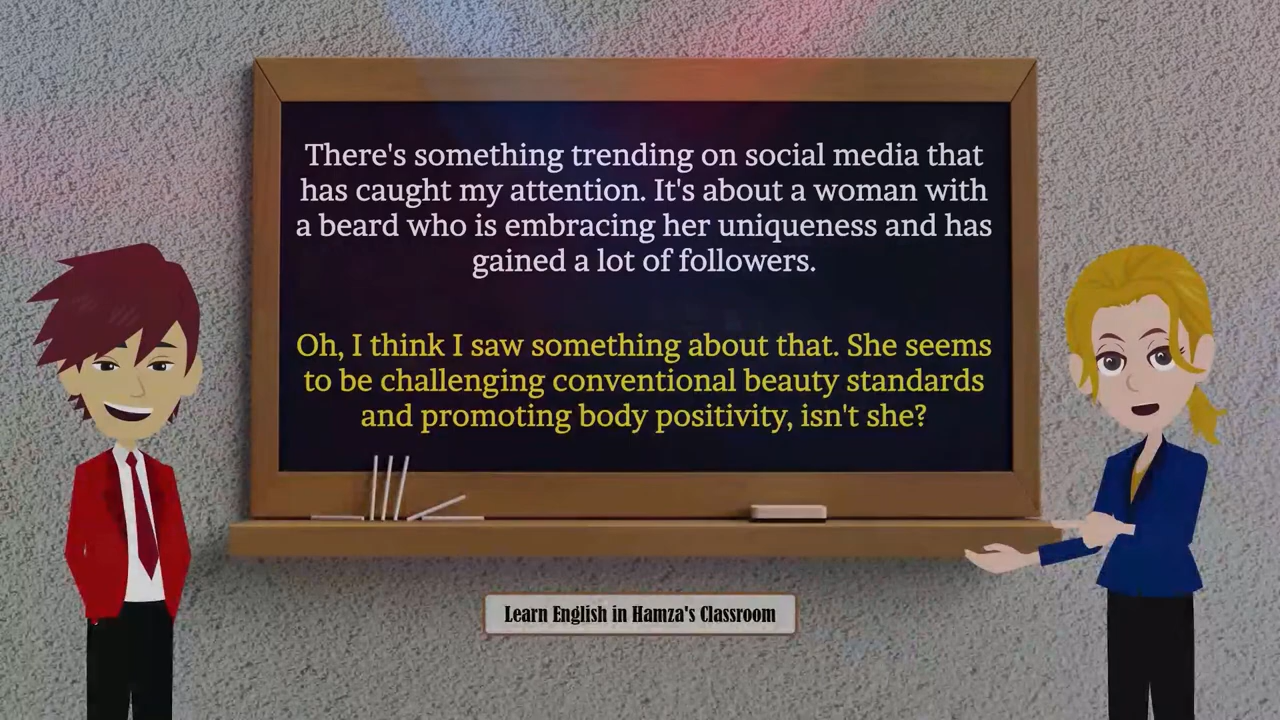 There's something trending on social media that
has caught my attention. It's about a woman with
a beard who is embracing her uniqueness and has
gained a lot of followers.
Oh, I think I saw something about that. She seems
to be challenging conventional beauty standards
and promoting body positivity, isn't she?
Learn English in Hamza's Classroom